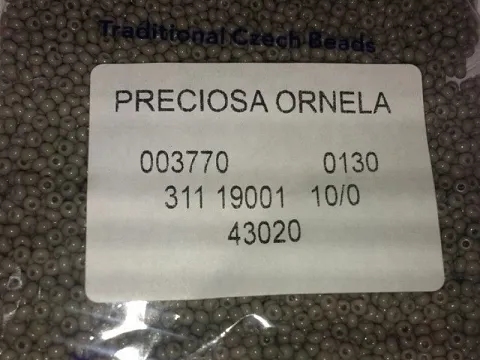 Traditional Czech Beads
PRECIOSA ORNELA
003770 0130
311 19001 10/0
43020